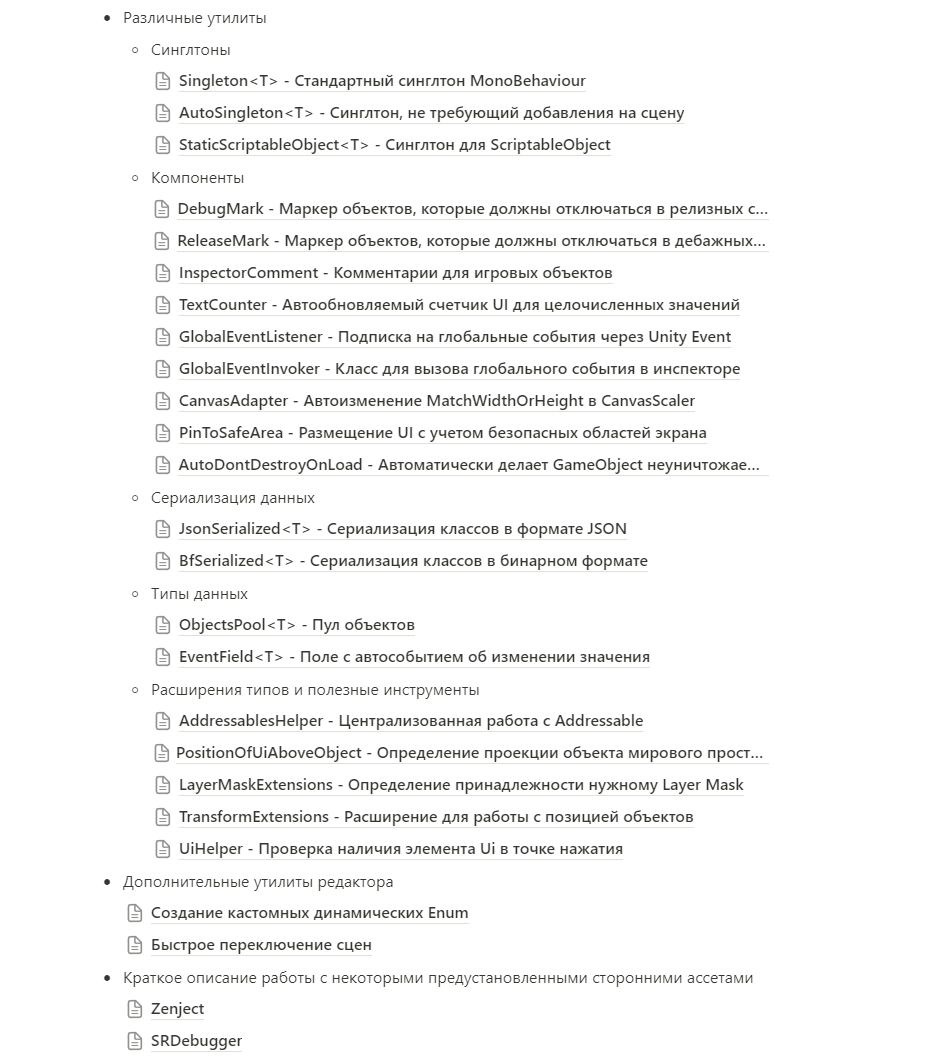 Различные утилиты
Синглтоны
Singleton<T> - Стандартный синглтон MonoBehaviour
AutoSingleton<T> - Синглтон, не требующий добавления на сцену
StaticScriptableObject<T> - Синглтон для ScriptableObject
Компоненты
DebugMark - Маркер объектов, которые должны отключаться в релизных с...
ReleaseMark - Маркер объектов, которые должны отключаться в дебажных...
InspectorComment - Комментарии для игровых объектов
TextCounter - Автообновляемый счетчик UI для целочисленных значений
GlobalEventListener - Подписка на глобальные события через Unity Event
GlobalEventInvoker - Класс для вызова глобального события в инспекторе
CanvasAdapter - Автоизменение MatchWidthOrHeight в CanvasScaler
PinToSafeArea - Размещение UI с учетом безопасных областей экрана
AutoDontDestroyOnLoad - Автоматически делает GameObject неуничтожае...
Сериализация данных
JsonSerialized<T> - Сериализация классов в формате JSON
BfSerialized<T> - Сериализация классов в бинарном формате
Типы данных
ObjectsPool<T> - Пул объектов
EventField<T> - Поле с автособытием об изменении значения
Расширения типов и полезные инструменты
AddressablesHelper - Централизованная работа с Addressable
PositionOfUiAboveObject - Определение проекции объекта мирового прост...
LayerMaskExtensions - Определение принадлежности нужному Layer Mask
TransformExtensions - Расширение для работы с позицией объектов
UiHelper - Проверка наличия элемента Ui в точке нажатия
Дополнительные утилиты редактора
Создание кастомных динамических Enum
Быстрое переключение сцен
Краткое описание работы с некоторыми предустановленными сторонними ассетами
Zenject
SRDebugger